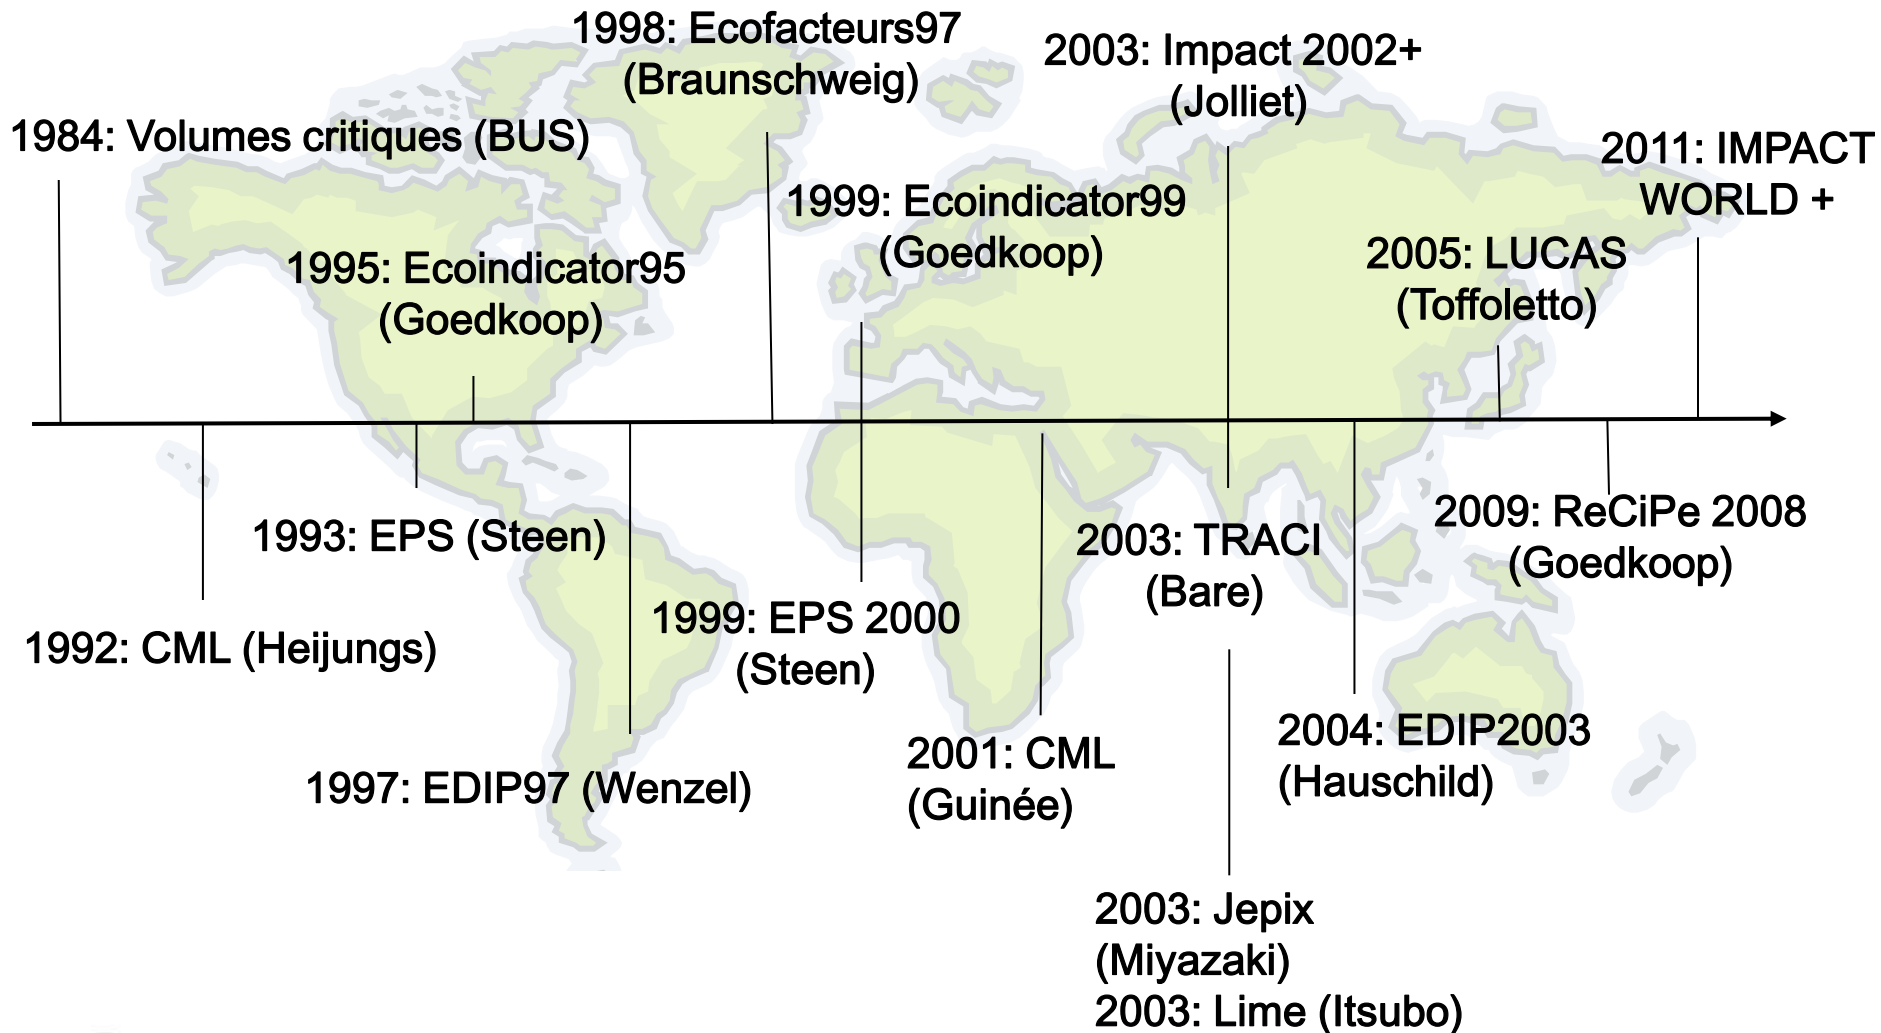 1998: Ecofacteurs97
(Braunschweig)
2003: Impact 2002+
(Jolliet)
1984: Volumes critiques (BUS)
2011: IMPACT
WORLD +
1999: Ecoindicator99
(Goedkoop)
1995: Ecoindicator95
(Goedkoop)
2005: LUCAS
(Toffoletto)
1993: EPS (Steen)
2003: TRACI
(Bare)
2009: ReCiPe 2008
(Goedkoop)
1992: CML (Heijungs)
1999: EPS 2000
(Steen)
1997: EDIP97 (Wenzel)
2001: CML
(Guinée)
2004: EDIP2003
(Hauschild)
2003: Jepix
(Miyazaki)
2003: Lime (Itsubo)